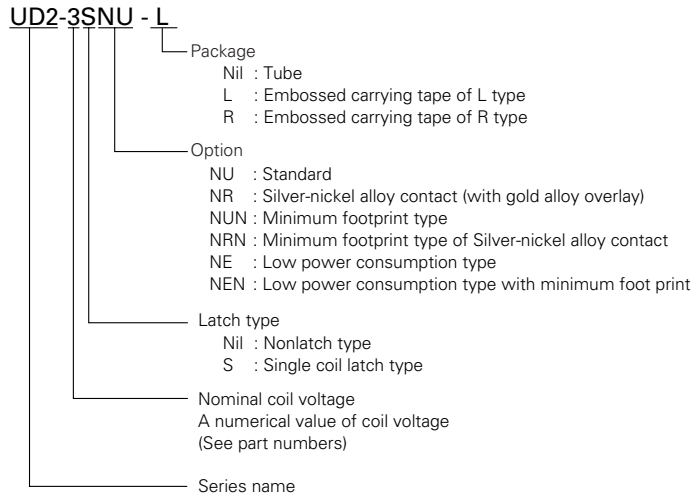 UD2-3SNU - L
Package
Nil : Tube
L : Embossed carrying tape of L type
R : Embossed carrying tape of R type
Option
NU : Standard
NR : Silver-nickel alloy contact (with gold alloy overlay)
NUN : Minimum footprint type
NRN : Minimum footprint type of Silver-nickel alloy contact
NE : Low power consumption type
NEN : Low power consumption type with minimum foot print
Latch type
Nil : Nonlatch type
S : Single coil latch type
Nominal coil voltage
A numerical value of coil voltage
(See part numbers)
Series name